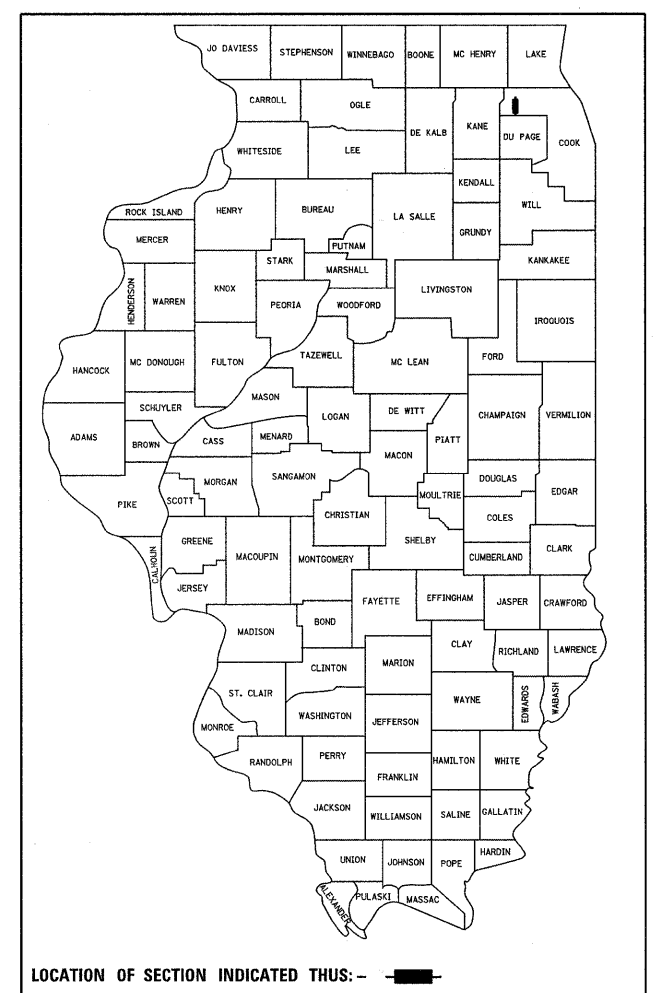 JO DAVIESS STEPHENSON WINNEBAGO BOONE MC HENRY LAKE
CARROLL OGLE DE KALB KANE DU PAGE COOK
WHITESIDE LEE
KENDALL
ROCK ISLAND HENRY BUREAU LA SALLE WILL
MERCER PUTNAM GRUNDY
STARK MARSHALL KANKAKEE
HENDERSON WARREN KNOX PEORIA WOODFORD LIVINGSTON
IROQUOIS
HANCOCK MC DONOUGH FULTON TAZEWELL MC LEAN FORD
MASON
SCHUYLER LOGAN DE WITT CHAMPAIGN VERMILION
ADAMS BROWN CASS MENARD MACON PIATT
MORGAN SANGAMON DOUGLAS EDGAR
PIKE SCOTT CHRISTIAN MOULTRIE COLES
GREENE MACOUPIN MONTGOMERY SHELBY CUMBERLAND CLARK
CALHOUN JERSEY
FAYETTE EFFINGHAM JASPER CRAWFORD
MADISON BOND
CLAY RICHLAND LAWRENCE
CLINTON MARION
ST. CLAIR WAYNE EDWARDS WABASH
WASHINGTON JEFFERSON
MONROE
RANDOLPH PERRY HAMILTON WHITE
FRANKLIN
JACKSON WILLIAMSON SALINE GALLATIN
UNION JOHNSON POPE HARDIN
ALEXANDER PULASKI MASSAC
LOCATION OF SECTION INDICATED THUS: -